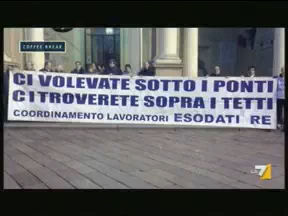 COFFEE BREAK
CI VOLEVATE SOTTO I PONTI
CI TROVERETE SOPRA I TETTI
COORDINAMENTO LAVORATORI ESODATI RE
LA7